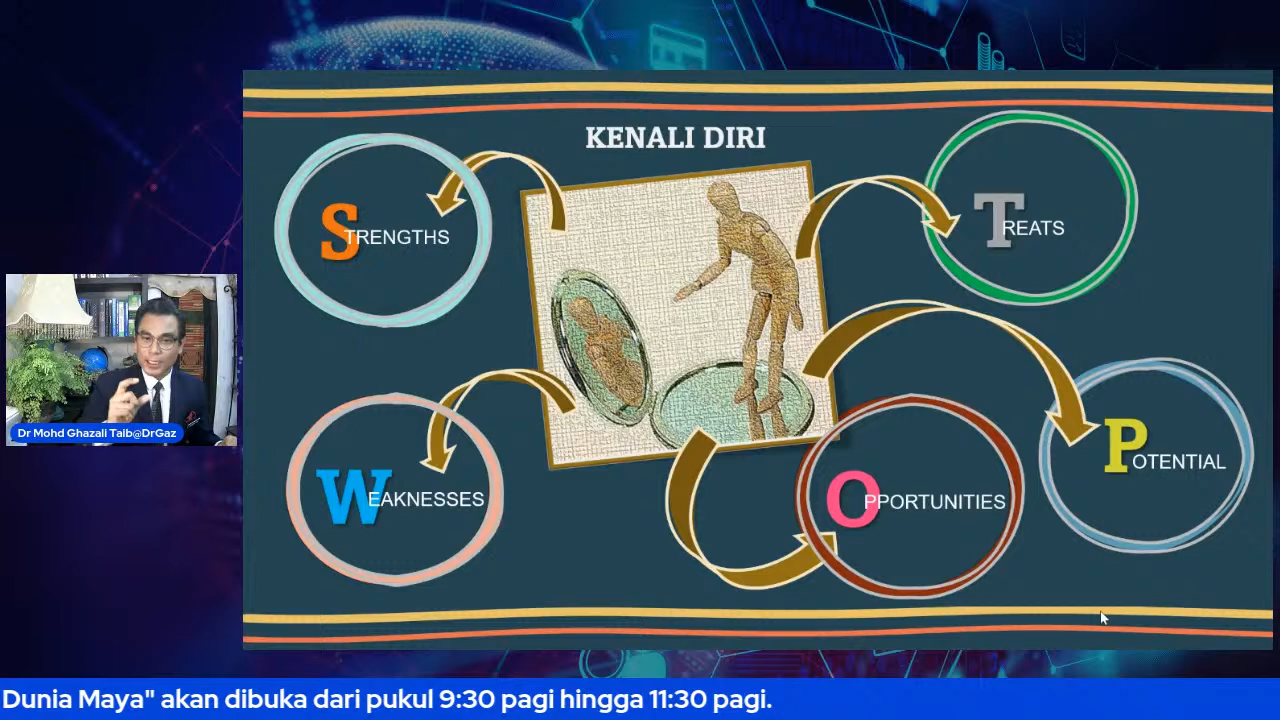 KENALI DIRI
STRENGTHS
TREATS
WEAKNESSES
OPPORTUNITIES
POTENTIAL
Dr Mohd Ghazali Taib@DrGaz
Dunia Maya" akan dibuka dari pukul 9:30 pagi hingga 11:30 pagi.